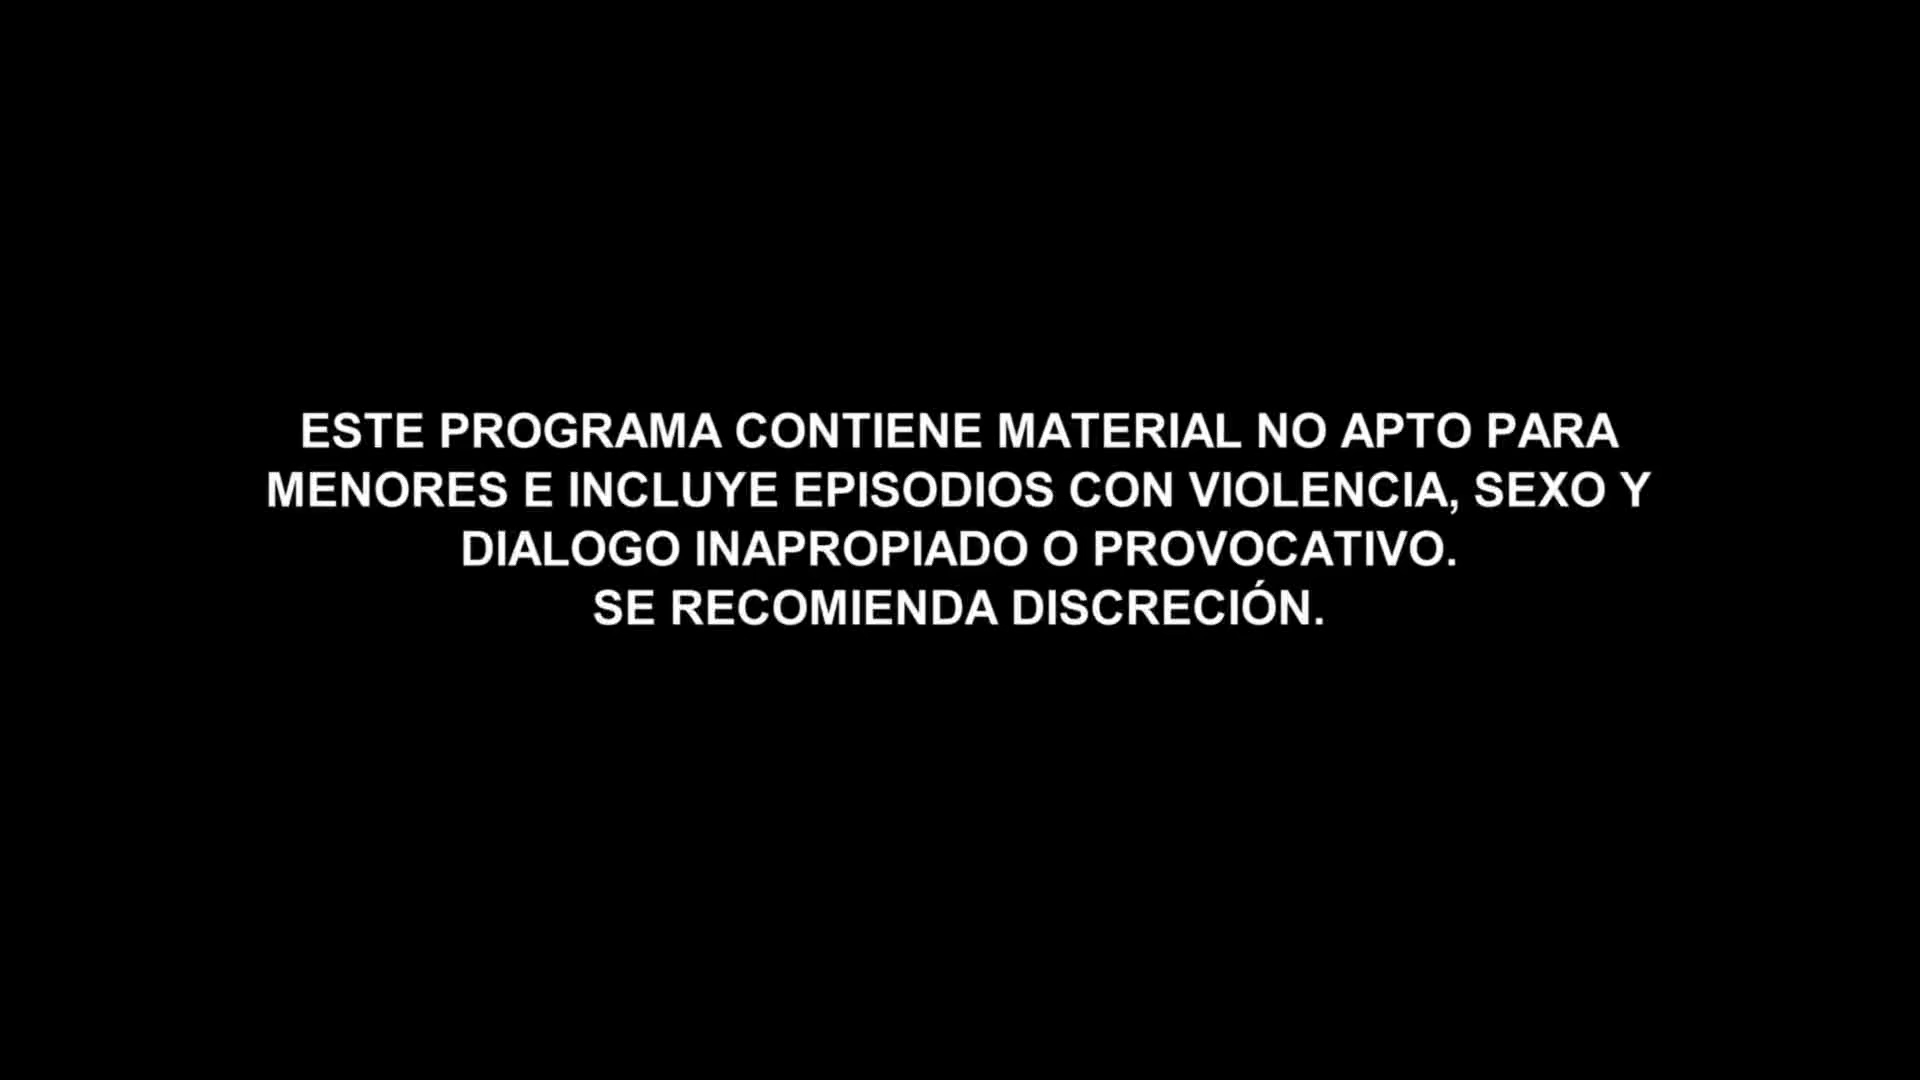 ESTE PROGRAMA CONTIENE MATERIAL NO APTO PARA
MENORES E INCLUYE EPISODIOS CON VIOLENCIA, SEXO Y
DIALOGO INAPROPIADO O PROVOCATIVO.
SE RECOMIENDA DISCRECIÓN.